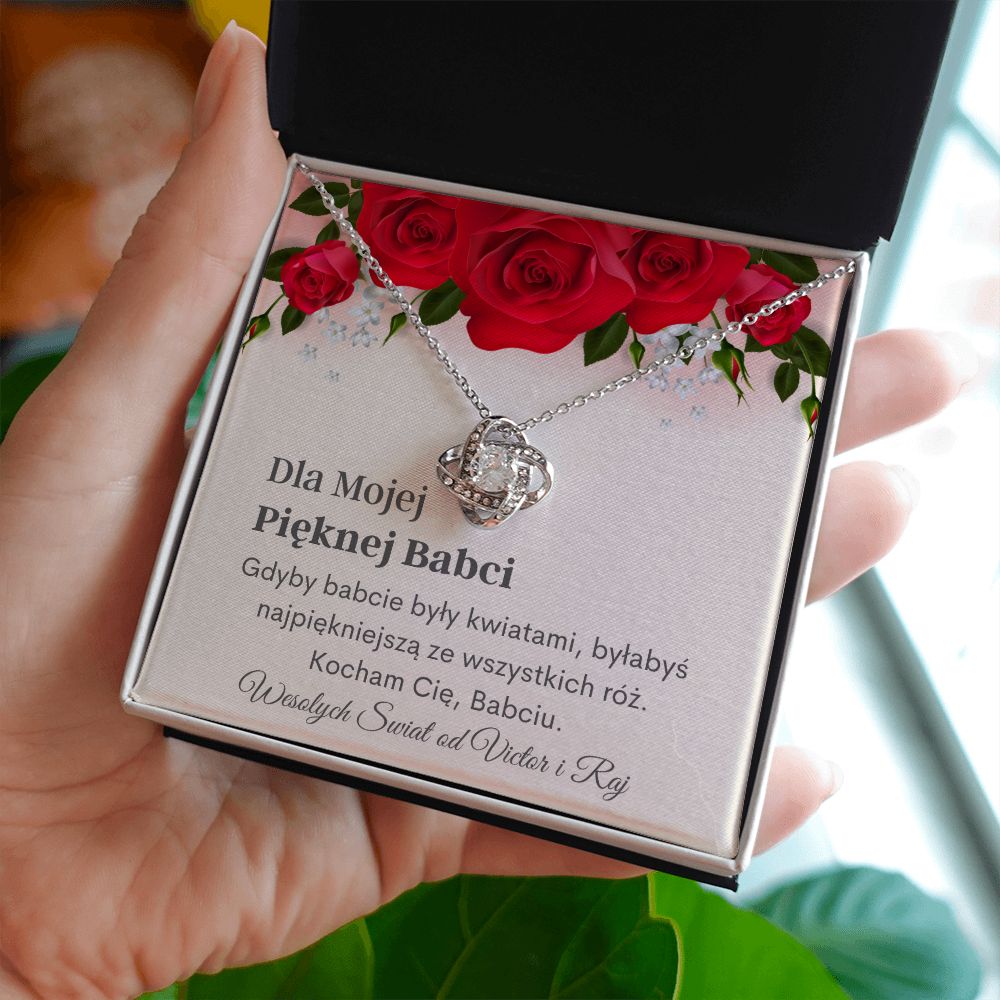 Dla Mojej
Pięknej Babci
Gdyby babcie były kwiatami, byłabyś
najpiękniejszą ze wszystkich róż.
Kocham Cię, Babciu.
Wesolych Swiat od Victor i Raj